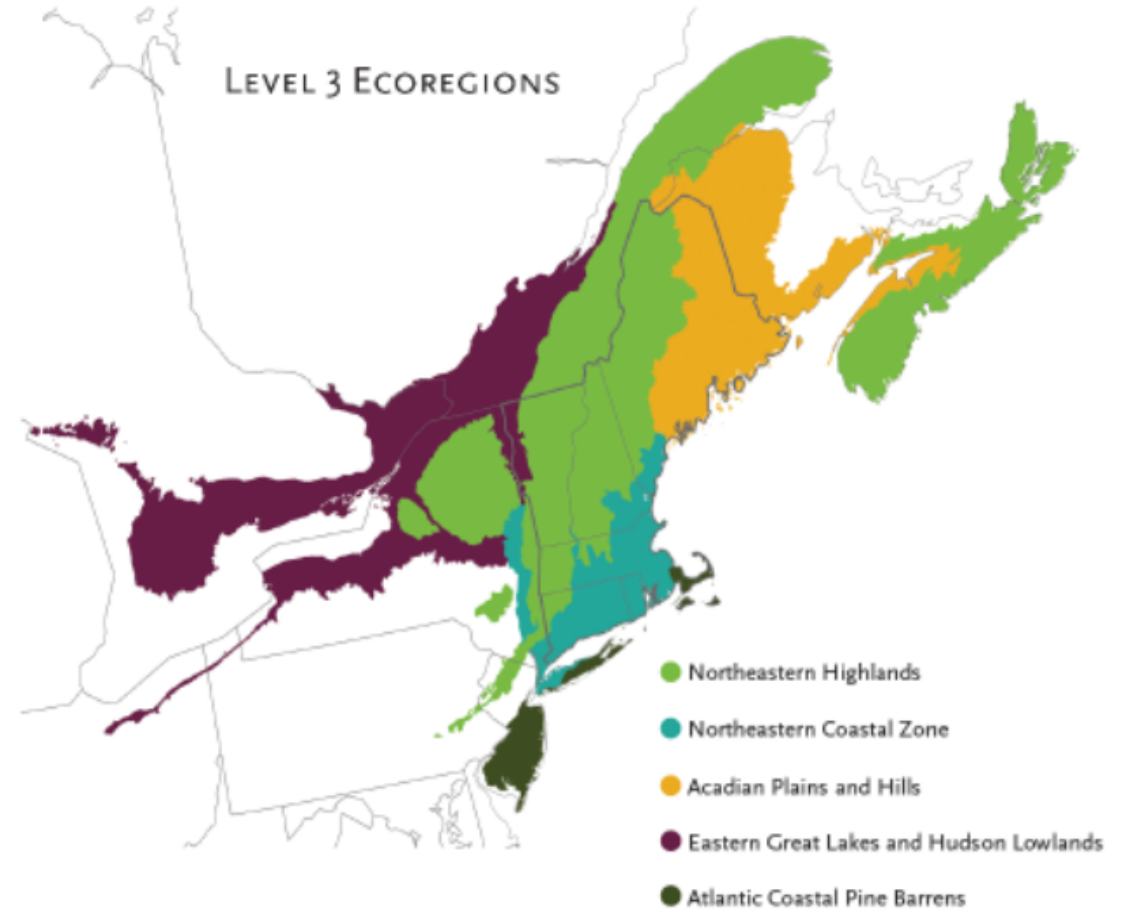 Level 3 Ecoregions
Northeastern Highlands
Northeastern Coastal Zone
Acadian Plains and Hills
Eastern Great Lakes and Hudson Lowlands
Atlantic Coastal Pine Barrens